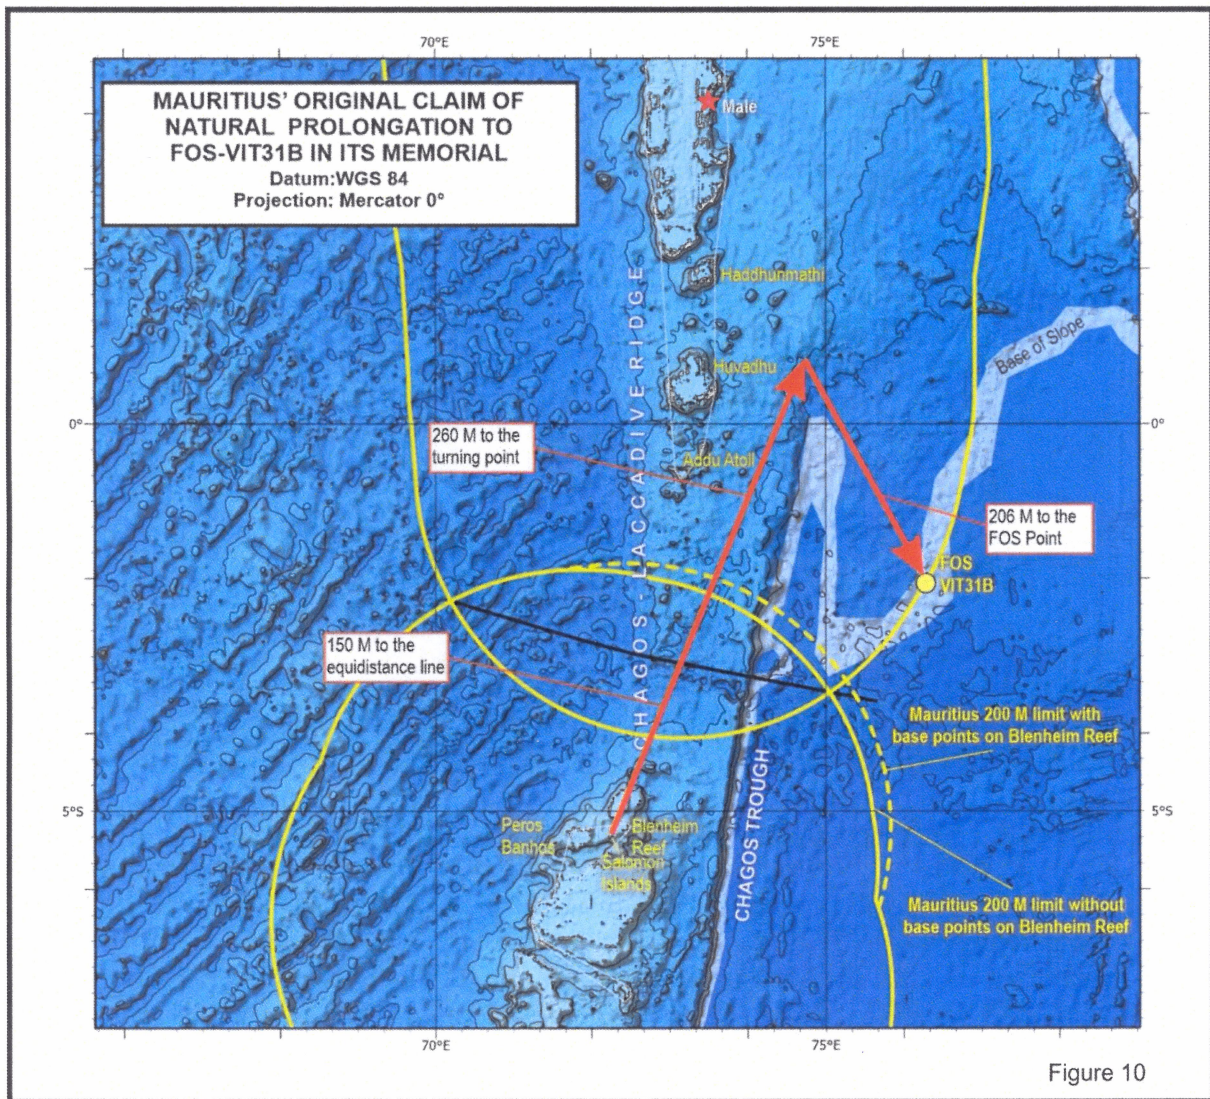 70°E
75°E
MAURITIUS' ORIGINAL CLAIM OF
NATURAL PROLONGATION TO
FOS-VIT31B IN ITS MEMORIAL
Datum:WGS 84
Projection: Mercator 0°
Male
Haddhunmathi
Base of Slope
Huvadhu
0°
0°
260 M to the
turning point
Addu Atoll
CHAGOS - LACCADIVE RIDGE
206 M to the
FOS Point
FOS
VIT31B
150 M to the
equidistance line
Mauritius 200 M limit with
base points on Blenheim Reef
CHAGOS TROUGH
5°S
5°S
Peros
Banhos
Blenheim
Reef
Salomon
Islands
Mauritius 200 M limit without
base points on Blenheim Reef
70°E
75°E
Figure 10